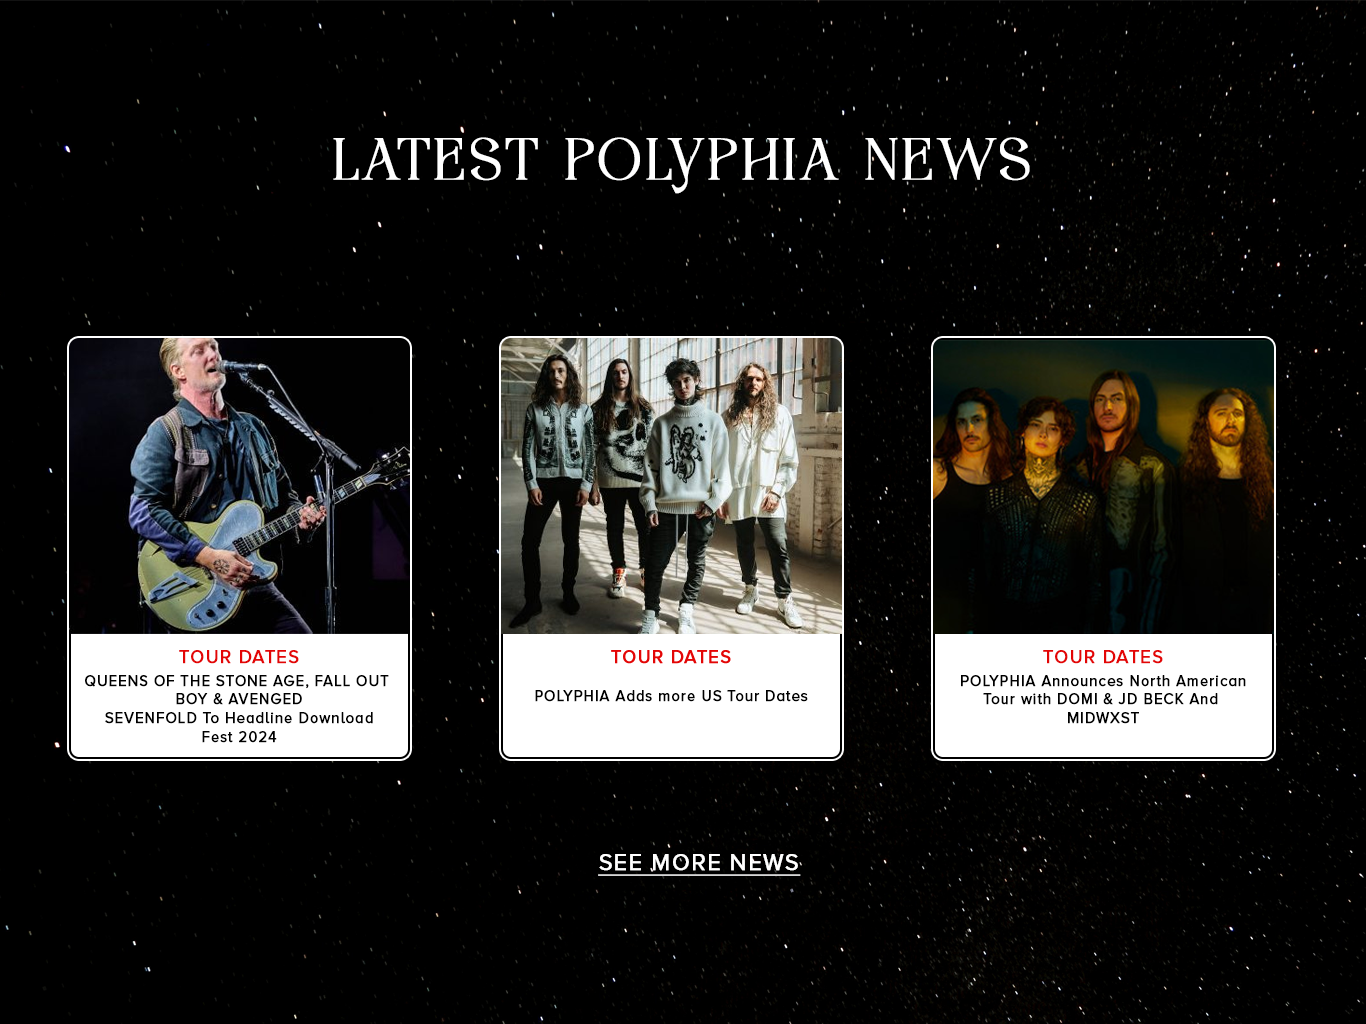 LATEST POLYPHIA NEWS
TOUR DATES
QUEENS OF THE STONE AGE, FALL OUT
BOY & AVENGED
SEVENFOLD To Headline Download
Fest 2024
TOUR DATES
POLYPHIA Adds more US Tour Dates
TOUR DATES
POLYPHIA Announces North American
Tour with DOMI & JD BECK And
MIDWXST
SEE MORE NEWS